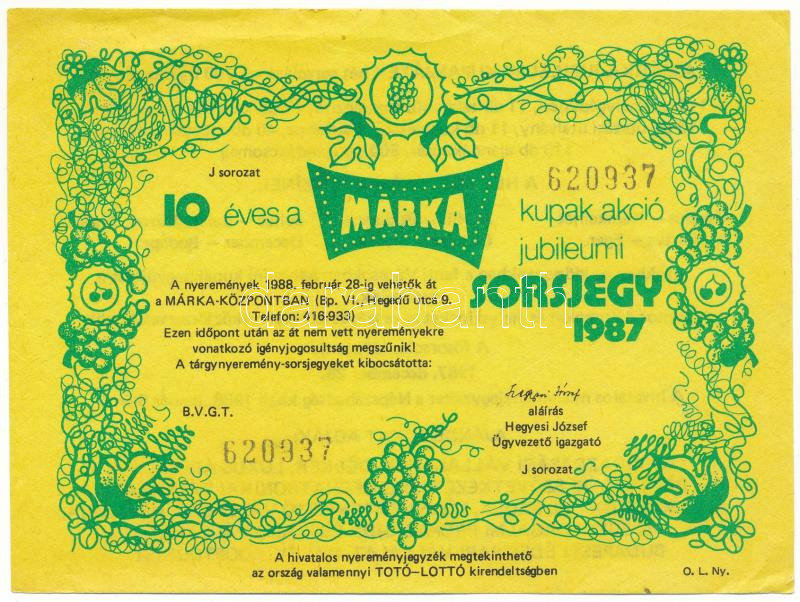 J sorozat
620937
10 éves a
MÁRKA
kupak akció
jubileumi
SORSJEGY
1987
A nyeremények 1988. február 28-ig vehetők át
a MÁRKA-KÖZPONTBAN (Bp. VI., Hegedű utca 9.
Telefon: 416-933)
Ezen időpont után az át nem vett nyereményekre
vonatkozó igényjogosultság megszűnik!
A tárgynyeremény-sorsjegyeket kibocsátotta:
B.V.G.T.
620937
aláírás
Hegyesi József
Ügyvezető igazgató
J sorozat
A hivatalos nyereményjegyzék megtekinthető
az ország valamennyi TOTÓ-LOTTÓ kirendeltségben
O. L. Ny.
darabanth